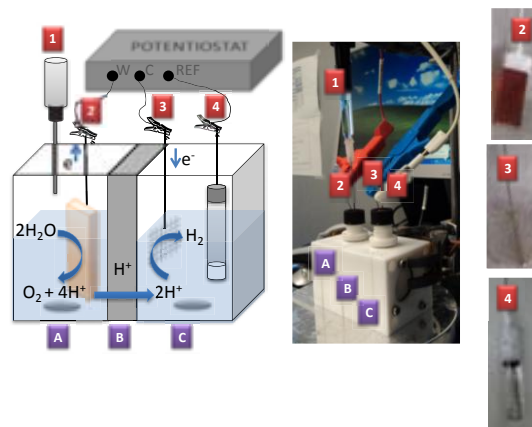 1
POTENTIOSTAT
W C REF
2
3
4
e-
2H₂O
H₂
H⁺
O₂ + 4H⁺
2H⁺
A
B
C
1
2
3
4
A
B
C
2
3
4